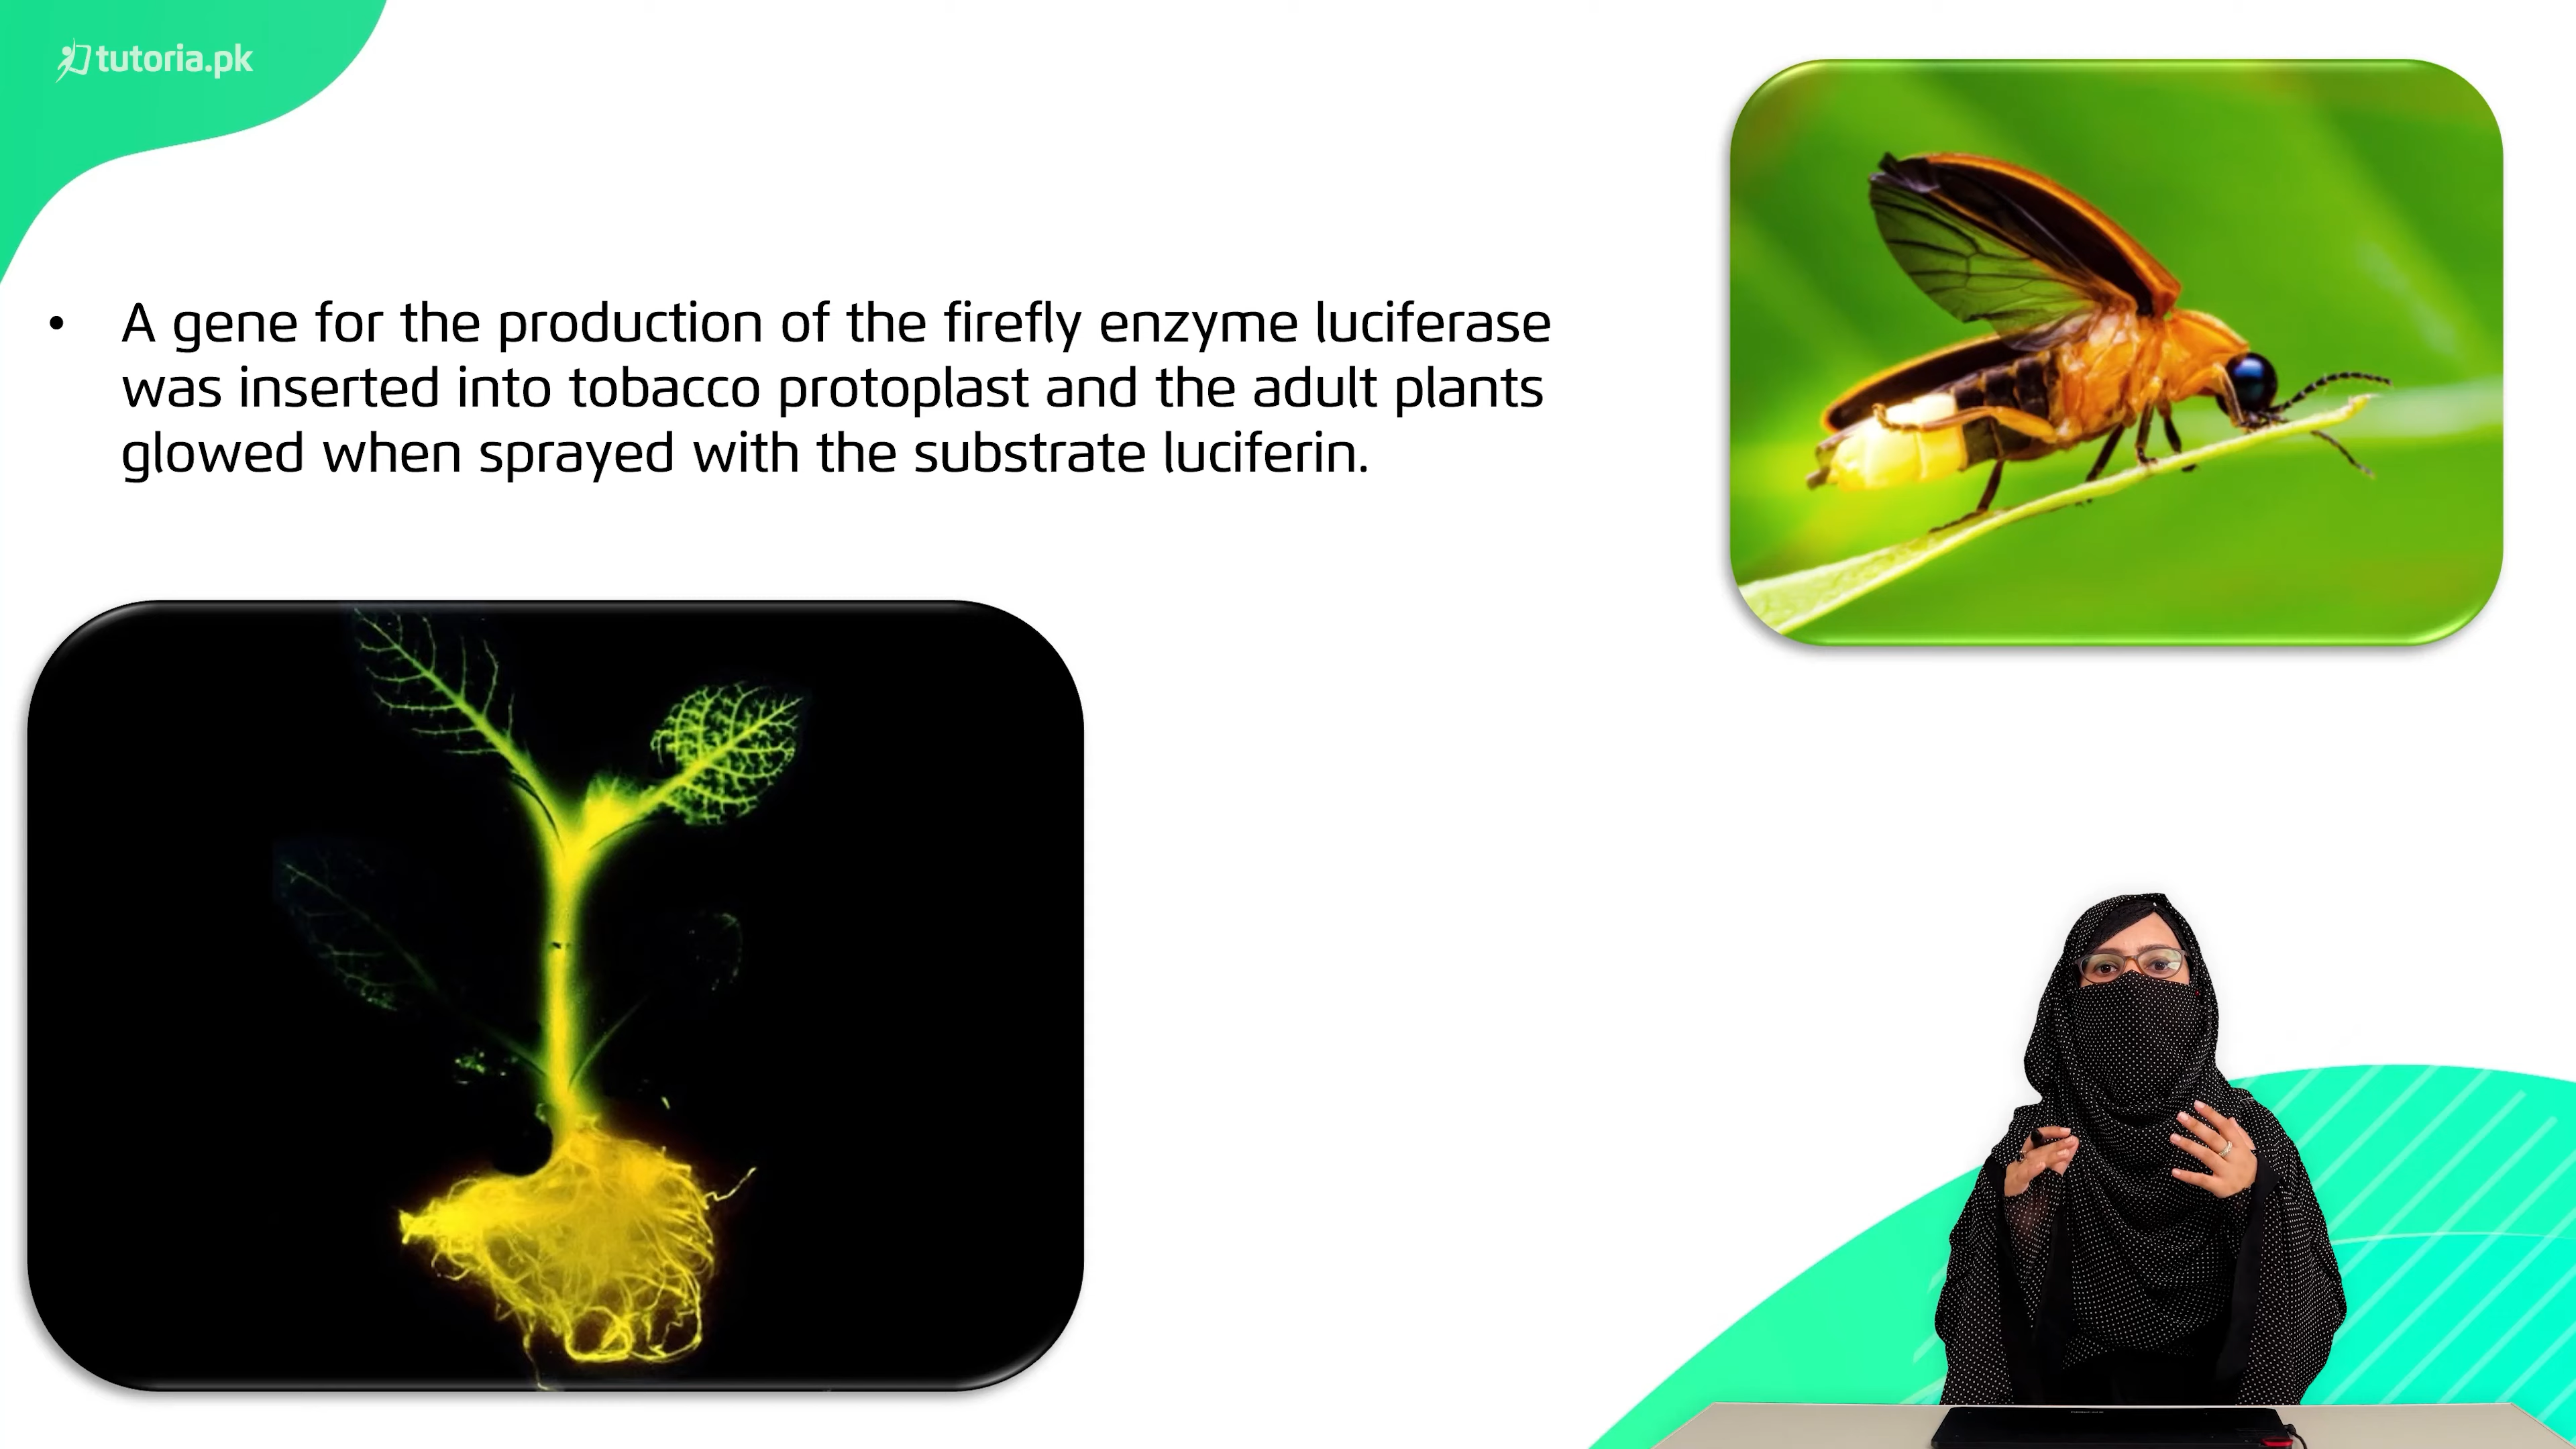 tutoria.pk
• A gene for the production of the firefly enzyme luciferase
was inserted into tobacco protoplast and the adult plants
glowed when sprayed with the substrate luciferin.